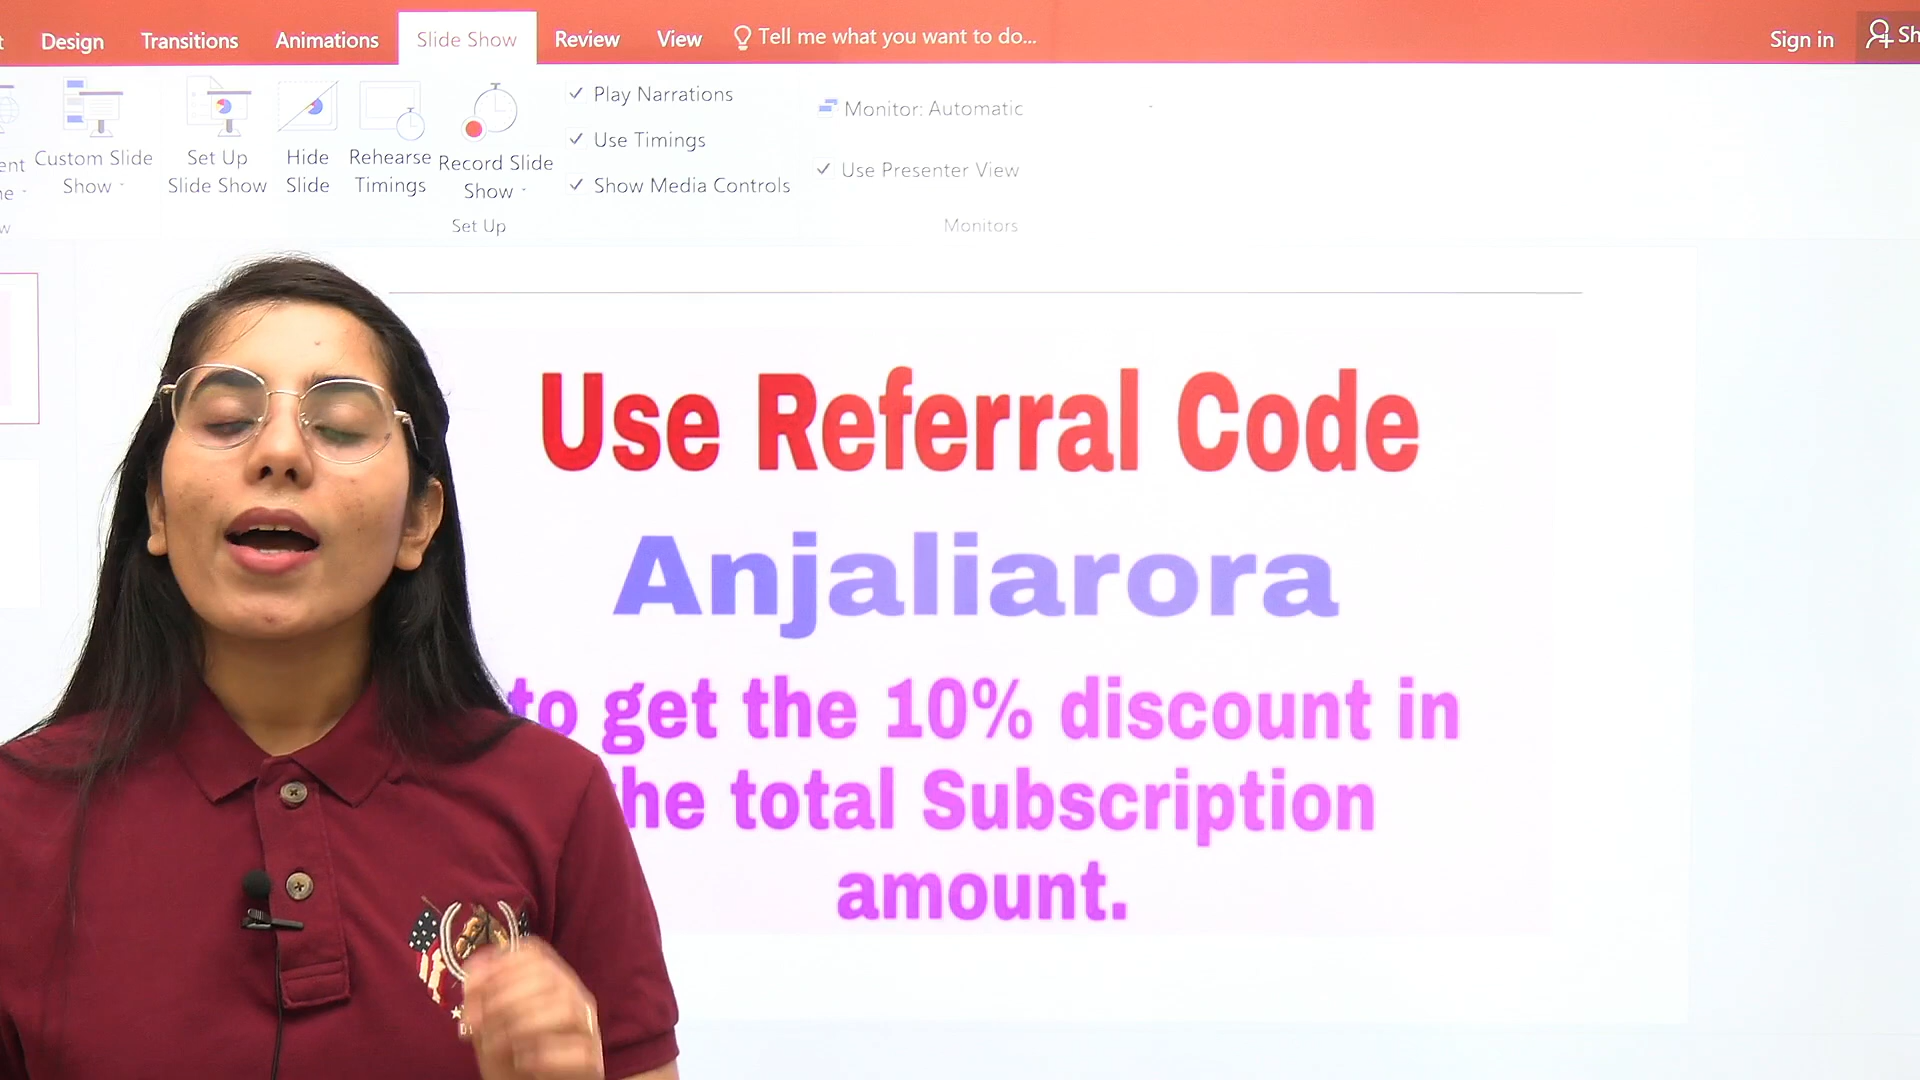 Design Transitions Animations Slide Show Review View Tell me what you want to do... Sign in Sh
Custom Slide Show
Set Up Slide Show
Hide Slide
Rehearse Timings
Record Slide Show
Play Narrations
Use Timings
Show Media Controls
Set Up
Monitor: Automatic
Use Presenter View
Monitors
Use Referral Code
Anjaliarora
to get the 10% discount in
the total Subscription
amount.